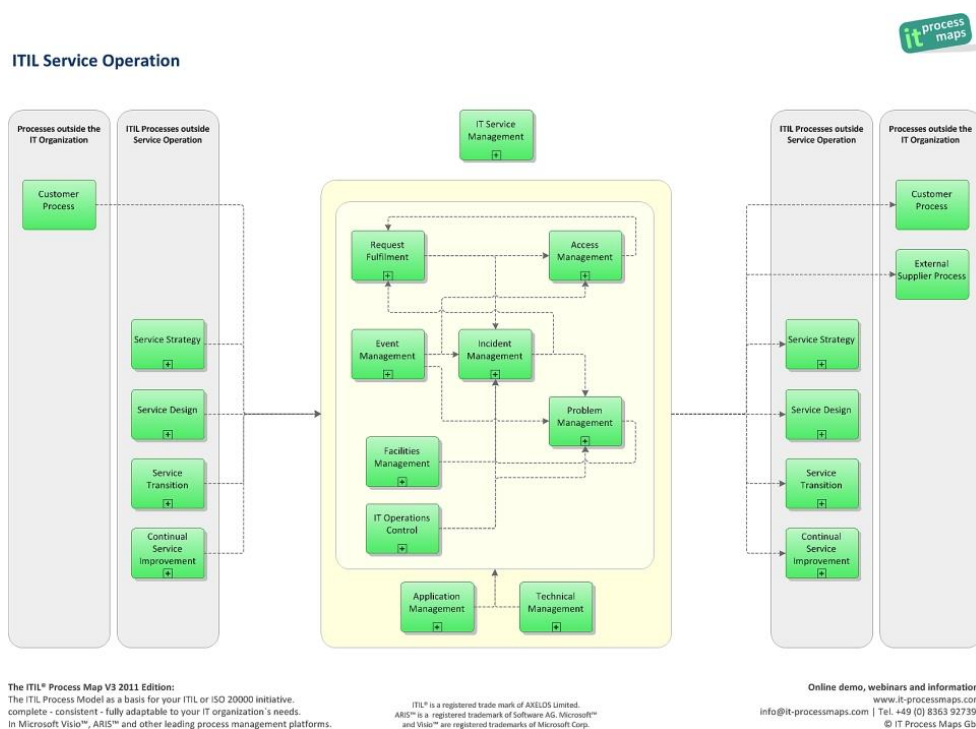 it process
maps
ITIL Service Operation
Processes outside the
IT Organization
ITIL Processes outside
Service Operation
IT Service
Management
ITIL Processes outside
Service Operation
Processes outside the
IT Organization
Customer
Process
Request
Fulfilment
Access
Management
Customer
Process
External
Supplier Process
Service Strategy
Event
Management
Incident
Management
Service Strategy
Service Design
Problem
Management
Service Design
Facilities
Management
Service
Transition
Service
Transition
IT Operations
Control
Continual
Service
Improvement
Continual
Service
Improvement
Application
Management
Technical
Management
The ITIL® Process Map V3 2011 Edition:
The ITIL Process Model as a basis for your ITIL or ISO 20000 initiative.
complete - consistent - fully adaptable to your IT organization´s needs.
In Microsoft Visio™, ARIS™ and other leading process management platforms.
ITIL® is a registered trade mark of AXELOS Limited.
ARIS™ is a registered trademark of Software AG. Microsoft™
and Visio™ are registered trademarks of Microsoft Corp.
Online demo, webinars and information
www.it-processmaps.com
info@it-processmaps.com | Tel. +49 (0) 8363 92739
© IT Process Maps Gb